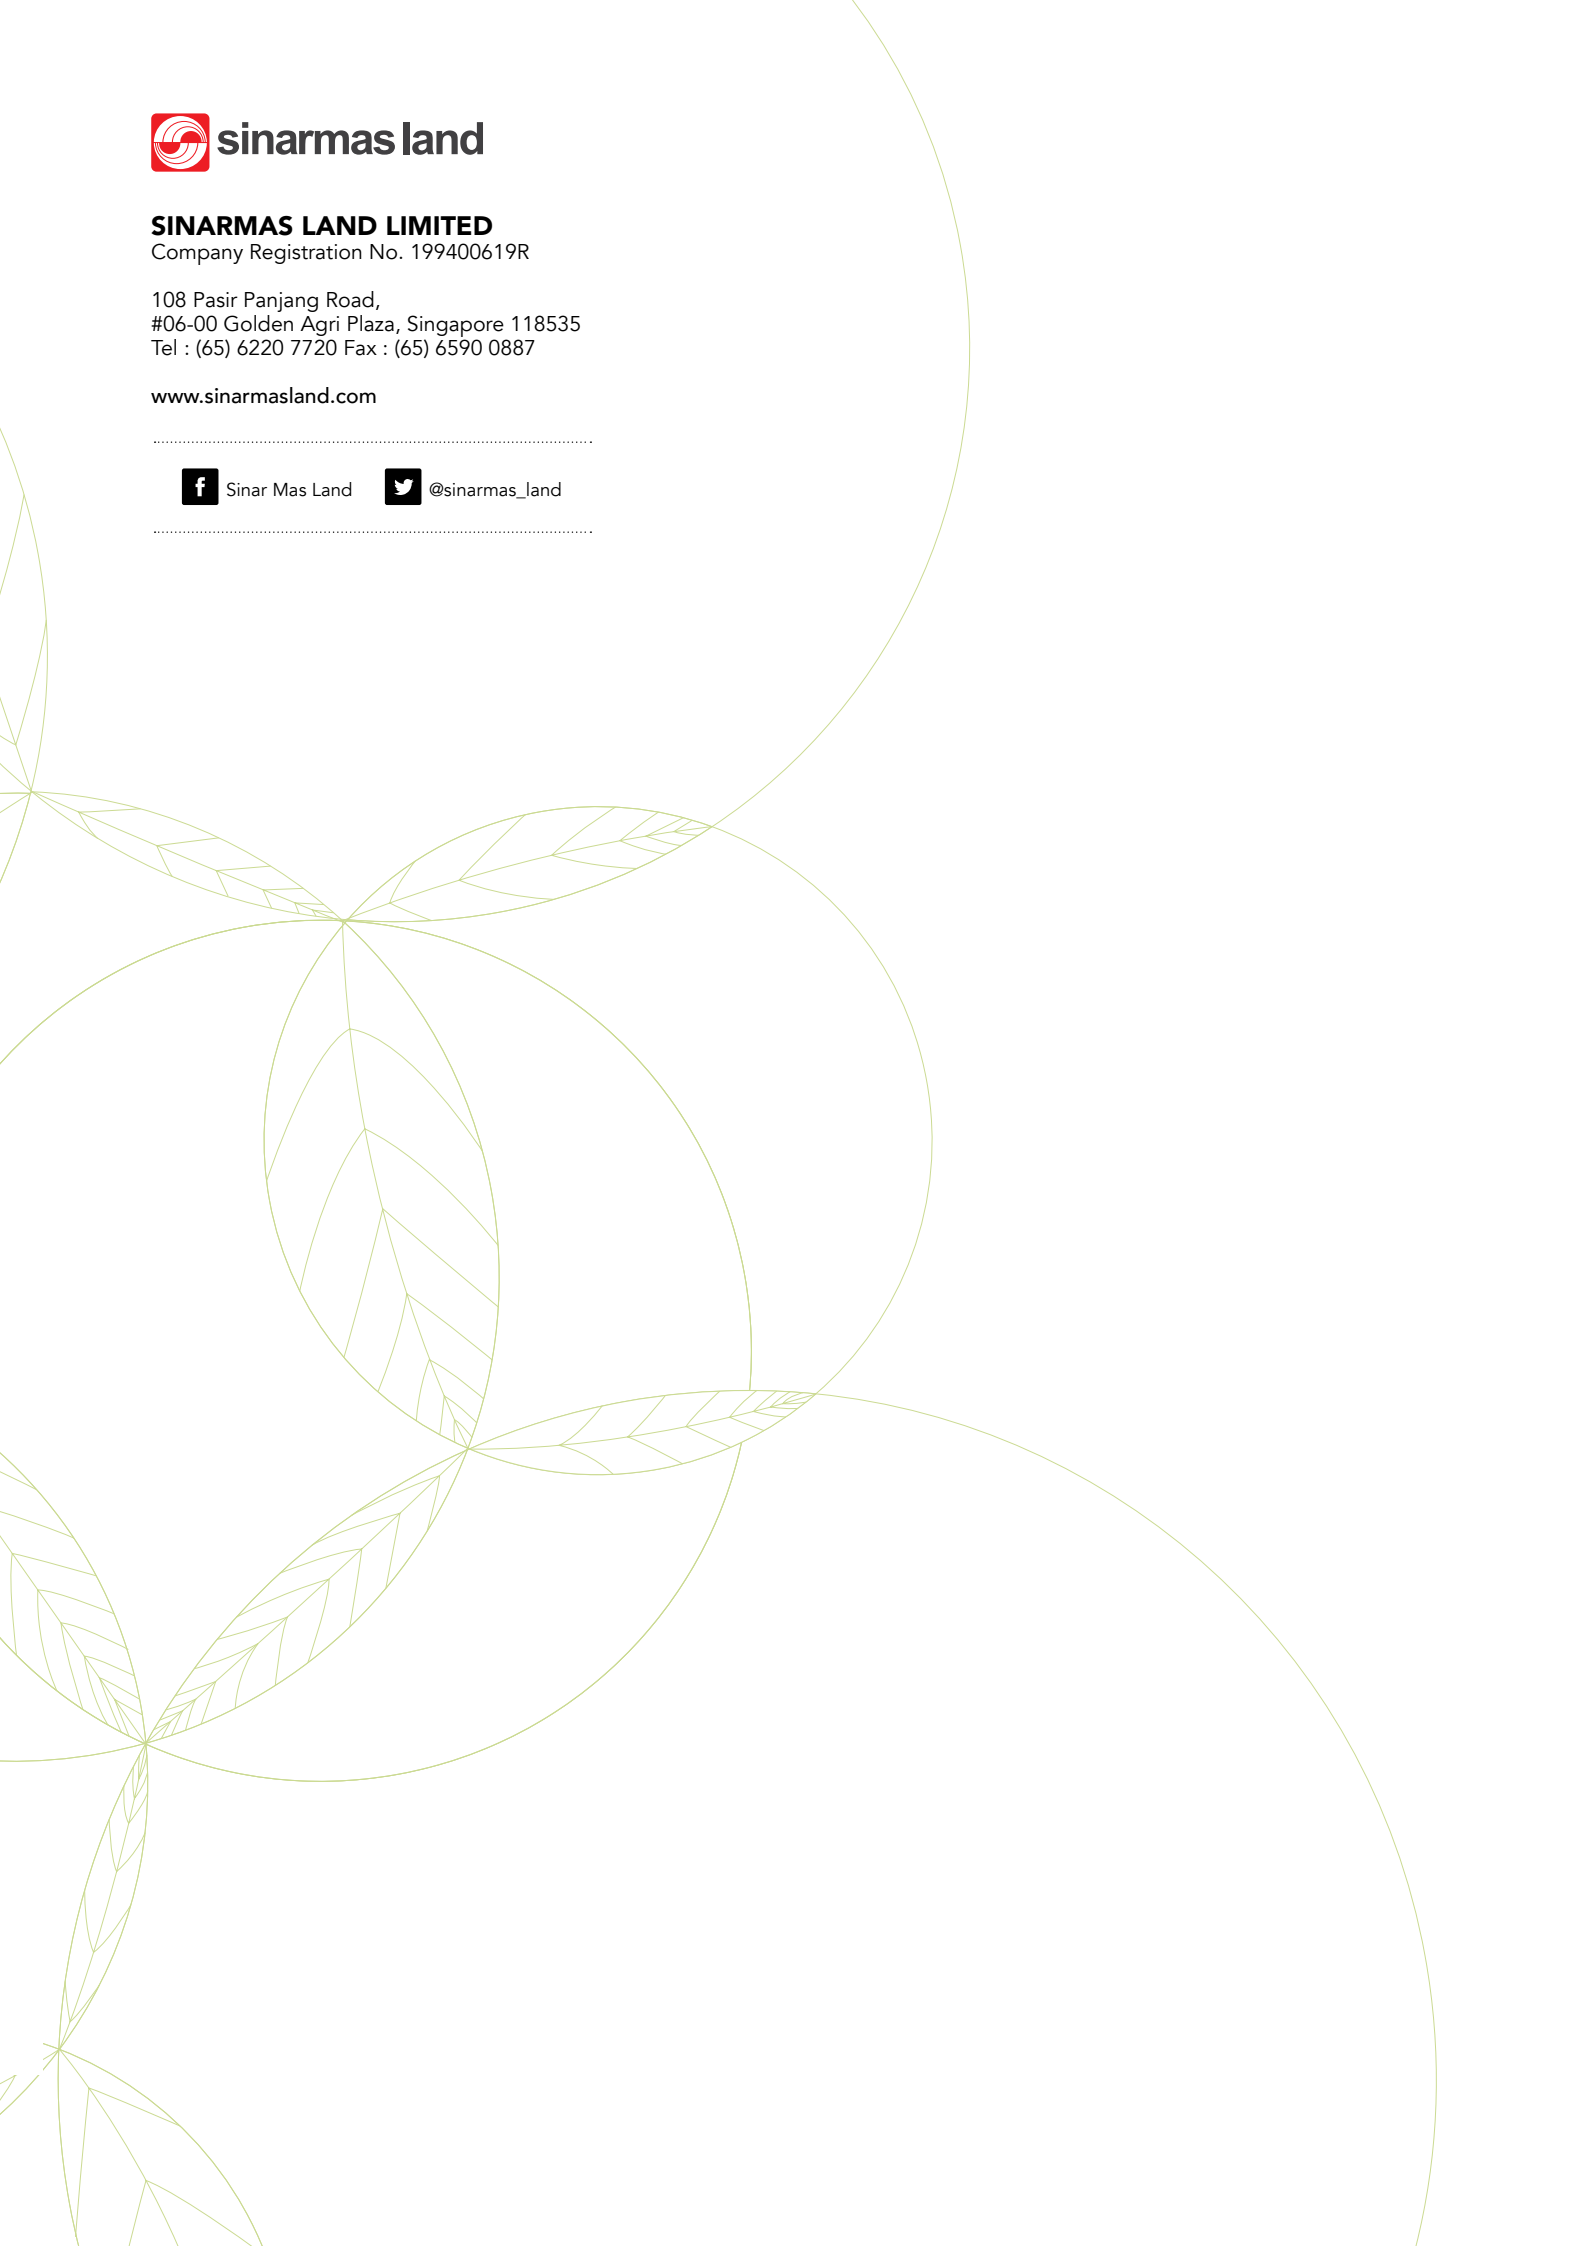 sinarmas land
SINARMAS LAND LIMITED
Company Registration No. 199400619R
108 Pasir Panjang Road,
#06-00 Golden Agri Plaza, Singapore 118535
Tel : (65) 6220 7720 Fax : (65) 6590 0887
www.sinarmasland.com
Sinar Mas Land @sinarmas_land